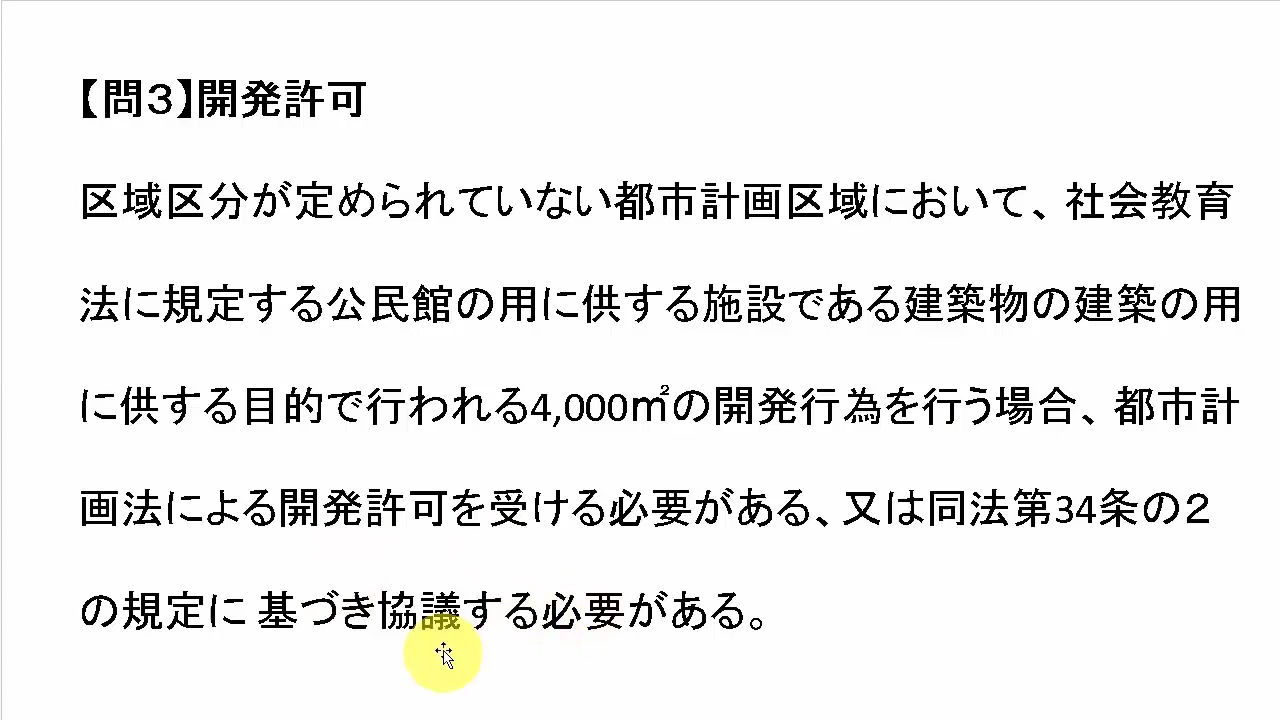 【問３】開発許可
区域区分が定められていない都市計画区域において、社会教育
法に規定する公民館の用に供する施設である建築物の建築の用
に供する目的で行われる4,000㎡の開発行為を行う場合、都市計
画法による開発許可を受ける必要がある、又は同法第34条の２
の規定に 基づき協議する必要がある。